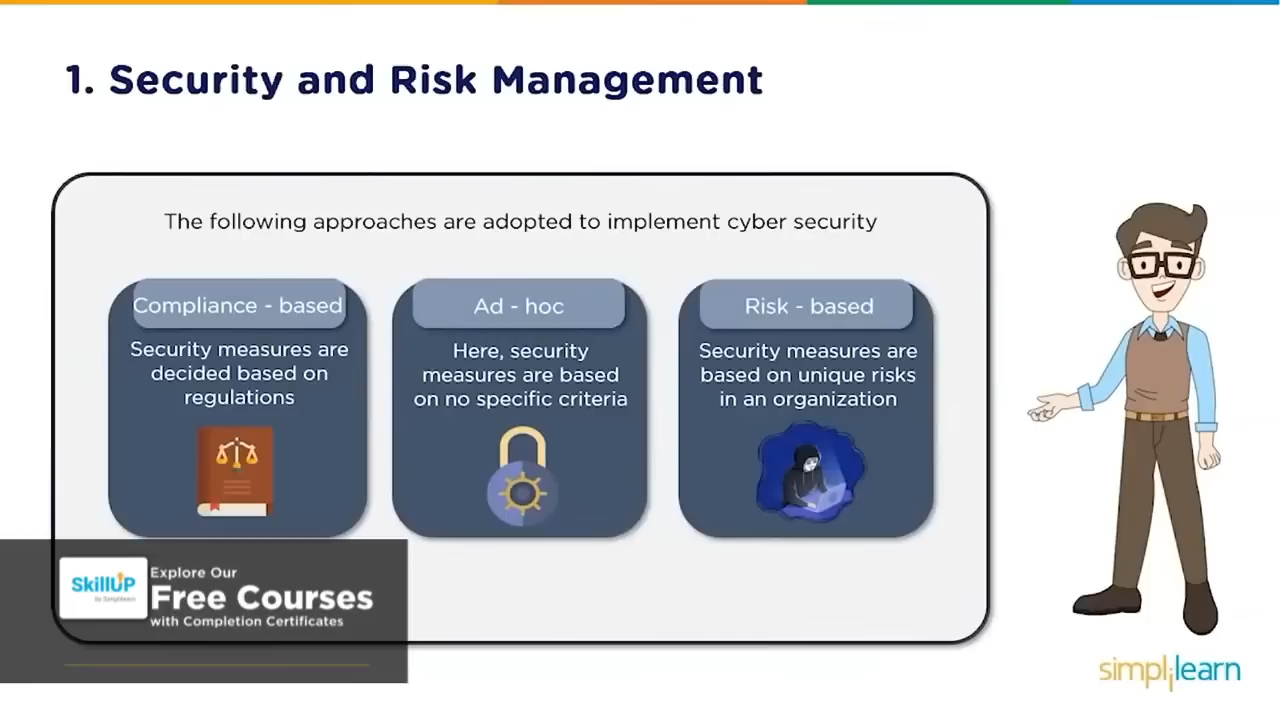 1. Security and Risk Management
The following approaches are adopted to implement cyber security
Compliance - based
Security measures are
decided based on
regulations
Ad - hoc
Here, security
measures are based
on no specific criteria
Risk - based
Security measures are
based on unique risks
in an organization
SkillUP
by Simplilearn
Explore Our
Free Courses
with Completion Certificates
simplilearn